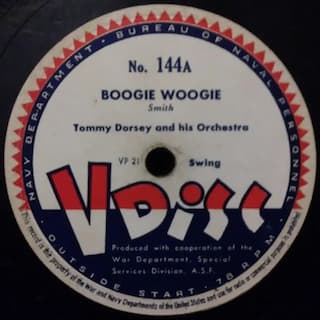 NAVY DEPARTMENT · BUREAU OF NAVAL PERSONNEL
No. 144A
BOOGIE WOOGIE
Smith
Tommy Dorsey and his Orchestra
VP 21 Swing
V Disc
Produced with cooperation of the
War Department, Special
Services Division, A.S.F.
OUTSIDE START · 78 RPM
This record is the property of the War and Navy Departments of the United States and use for radio or commercial purposes is prohibited